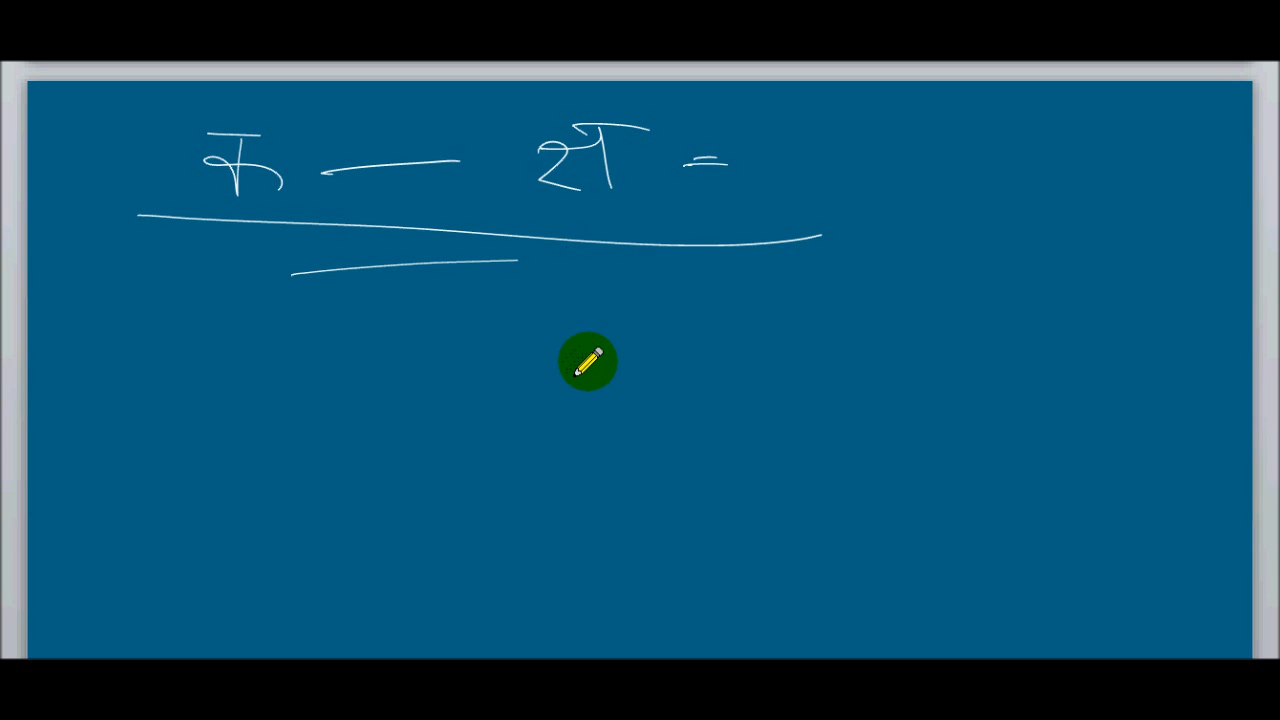 क — श =